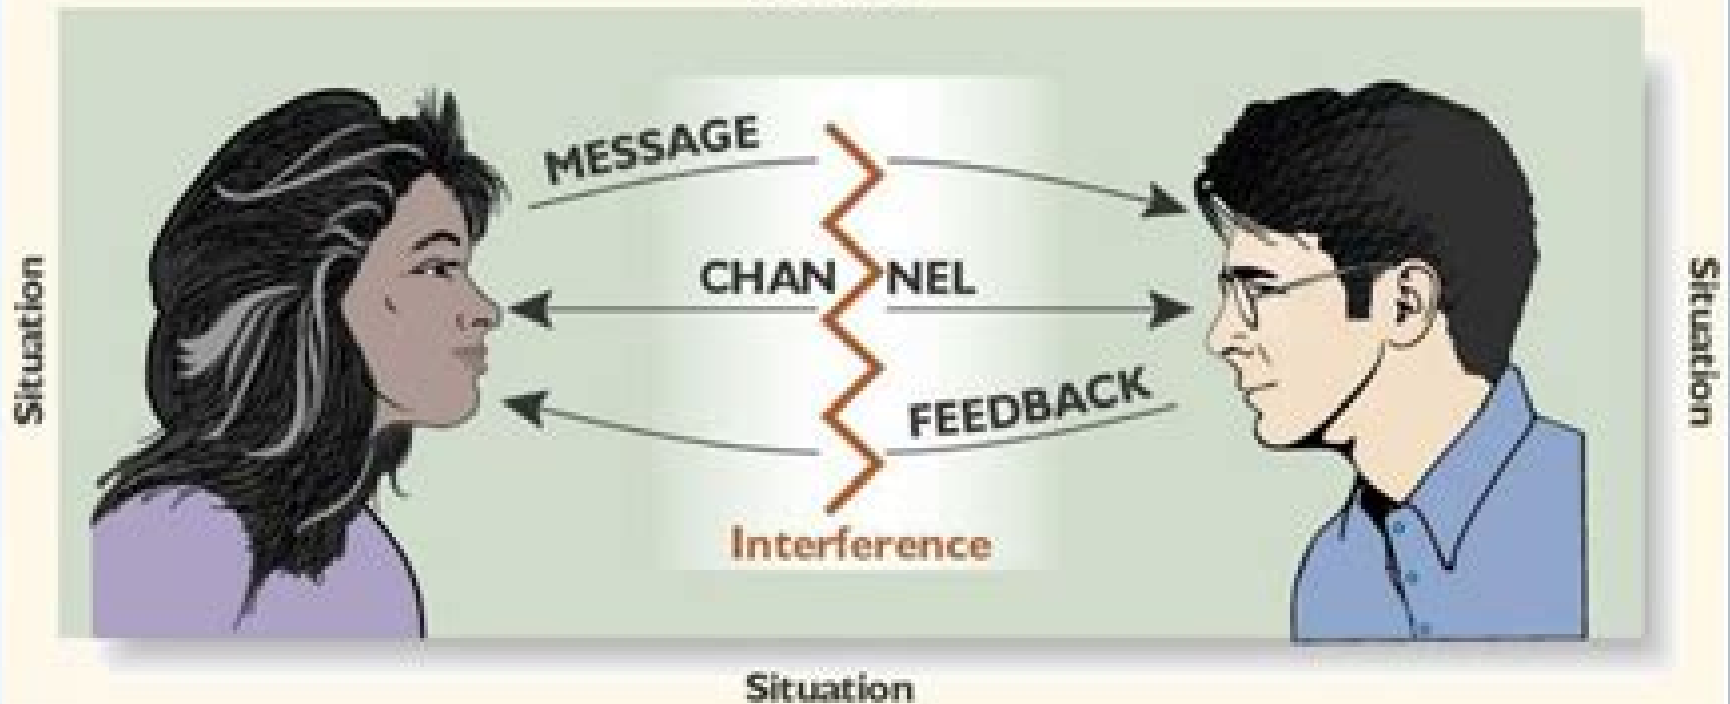 MESSAGE
Situation
CHANNEL
Situation
FEEDBACK
Interference
Situation